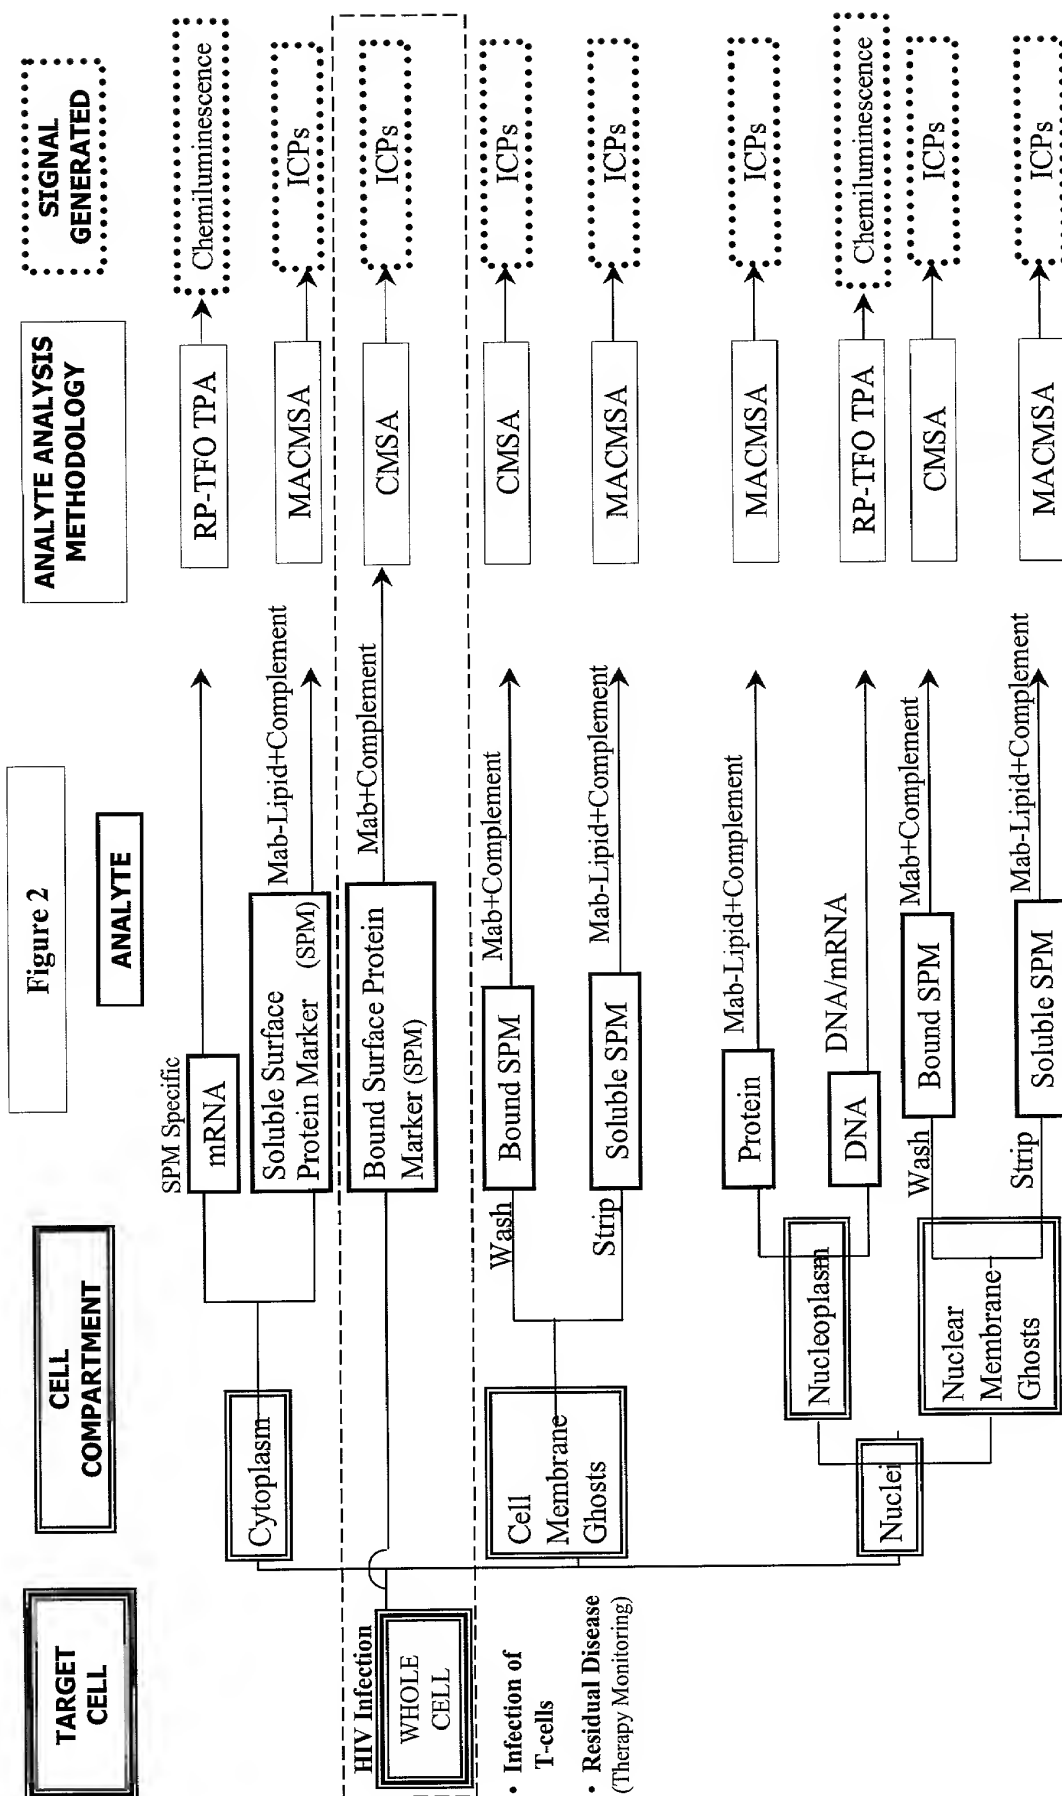 Figure 2
TARGET
CELL
CELL
COMPARTMENT
ANALYTE
ANALYTE ANALYSIS
METHODOLOGY
SIGNAL
GENERATED
SPM Specific
mRNA
RP-TFO TPA
Chemiluminescence
Cytoplasm
Soluble Surface
Protein Marker (SPM)
Mab-Lipid+Complement
MACMSA
ICPs
HIV Infection
WHOLE
CELL
Bound Surface Protein
Marker (SPM)
Mab+Complement
CMSA
ICPs
• Infection of
T-cells
• Residual Disease
(Therapy Monitoring)
Cell
Membrane
Ghosts
Wash
Bound SPM
Mab+Complement
CMSA
ICPs
Strip
Soluble SPM
Mab-Lipid+Complement
MACMSA
ICPs
Nuclei
Nucleoplasm
Protein
Mab-Lipid+Complement
MACMSA
ICPs
DNA
DNA/mRNA
RP-TFO TPA
Chemiluminescence
Nuclear
Membrane
Ghosts
Wash
Bound SPM
Mab+Complement
CMSA
ICPs
Strip
Soluble SPM
Mab-Lipid+Complement
MACMSA
ICPs